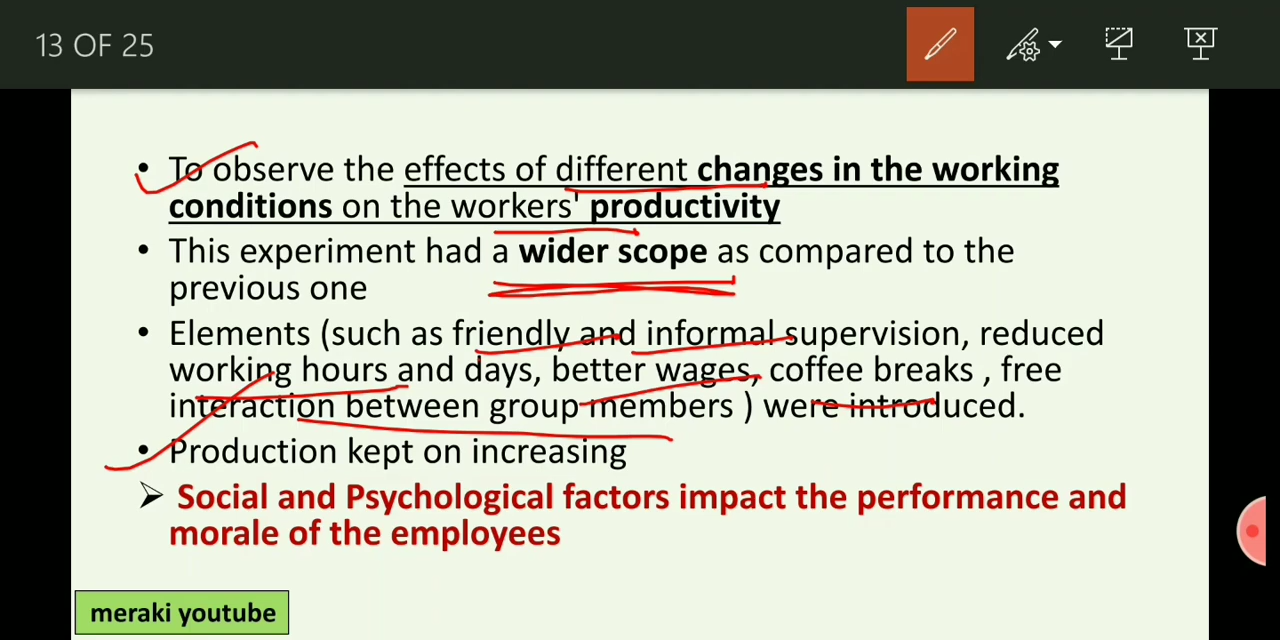 13 OF 25
• To observe the effects of different changes in the working
conditions on the workers' productivity
• This experiment had a wider scope as compared to the
previous one
• Elements (such as friendly and informal supervision, reduced
working hours and days, better wages, coffee breaks , free
interaction between group members ) were introduced.
• Production kept on increasing
➢ Social and Psychological factors impact the performance and
morale of the employees
meraki youtube